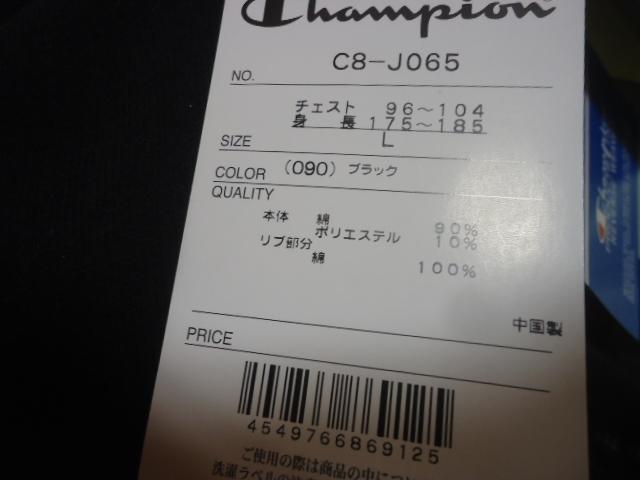 Champion
NO. C8-J065
チェスト 96～104
身 長 175～185
SIZE L
COLOR (090) ブラック
QUALITY
本体 綿 90%
ポリエステル 10%
リブ部分
綿 100%
中国製
PRICE
4549766869125
ご使用の際は商品の中につ
洗濯ラベルの